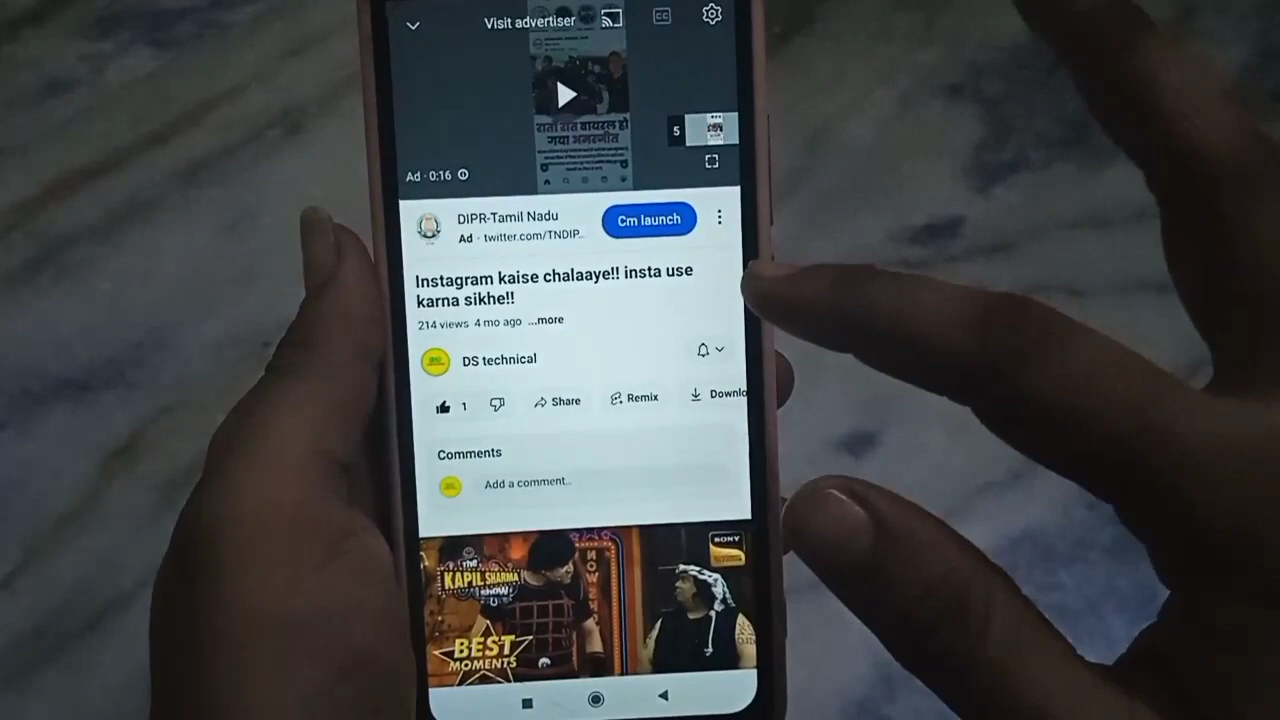 Visit advertiser
CC
रातों रात वायरल हो
गया अमरजीत
5
Ad · 0:16
DIPR-Tamil Nadu
Cm launch
Ad · twitter.com/TNDIP...
Instagram kaise chalaaye!! insta use
karna sikhe!!
214 views 4 mo ago ...more
DS technical
1
Share
Remix
Downlo
Comments
Add a comment...
The
KAPIL SHARMA
SHOW
NOW
SONY
BEST
MOMENTS